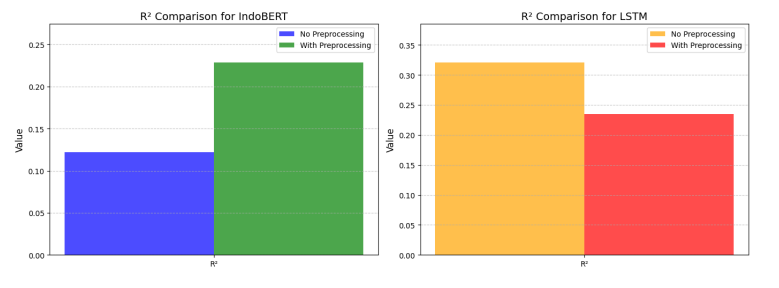 R² Comparison for IndoBERT
No Preprocessing
With Preprocessing
Value
0.25
0.20
0.15
0.10
0.05
0.00
R²
R² Comparison for LSTM
No Preprocessing
With Preprocessing
Value
0.35
0.30
0.25
0.20
0.15
0.10
0.05
0.00
R²